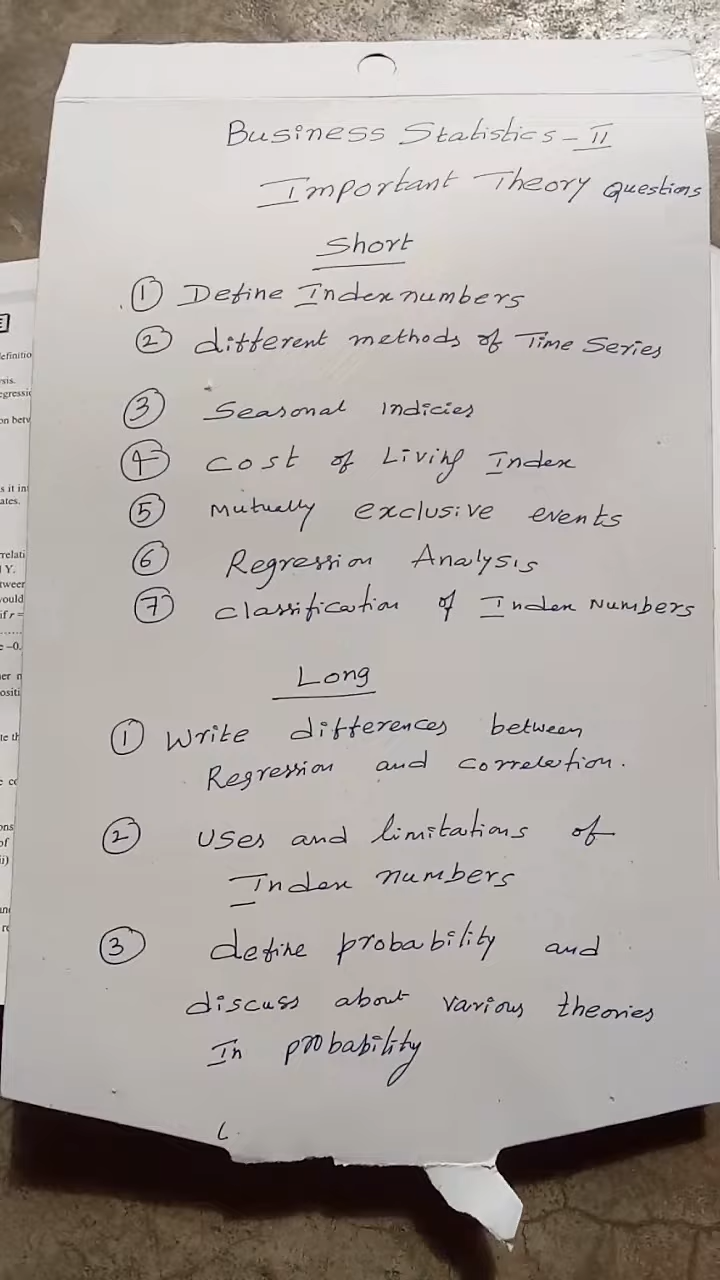 Business Statistics - II
Important Theory Questions
Short
① Define Index numbers
② different methods of Time Series
③ Seasonal Indicies
④ Cost of Living Index
⑤ Mutually exclusive events
⑥ Regression Analysis
⑦ Classification of Index Numbers
Long
① Write differences between
Regression and correlation.
② Uses and limitations of
Index numbers
③ define probability and
discuss about various theories
In probability